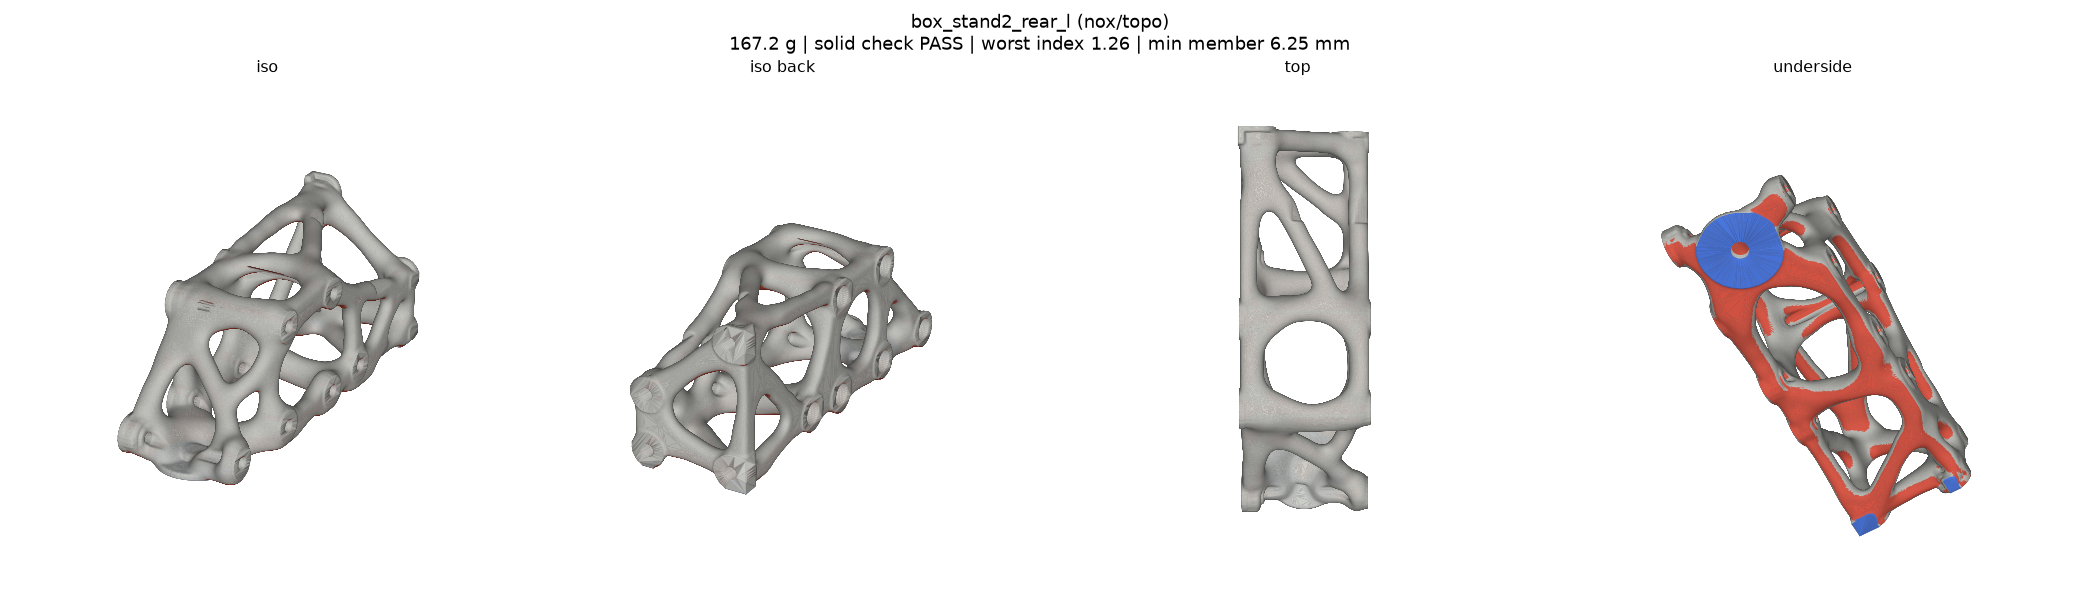 box_stand2_rear_l (nox/topo)
167.2 g | solid check PASS | worst index 1.26 | min member 6.25 mm
iso
iso back
top
underside